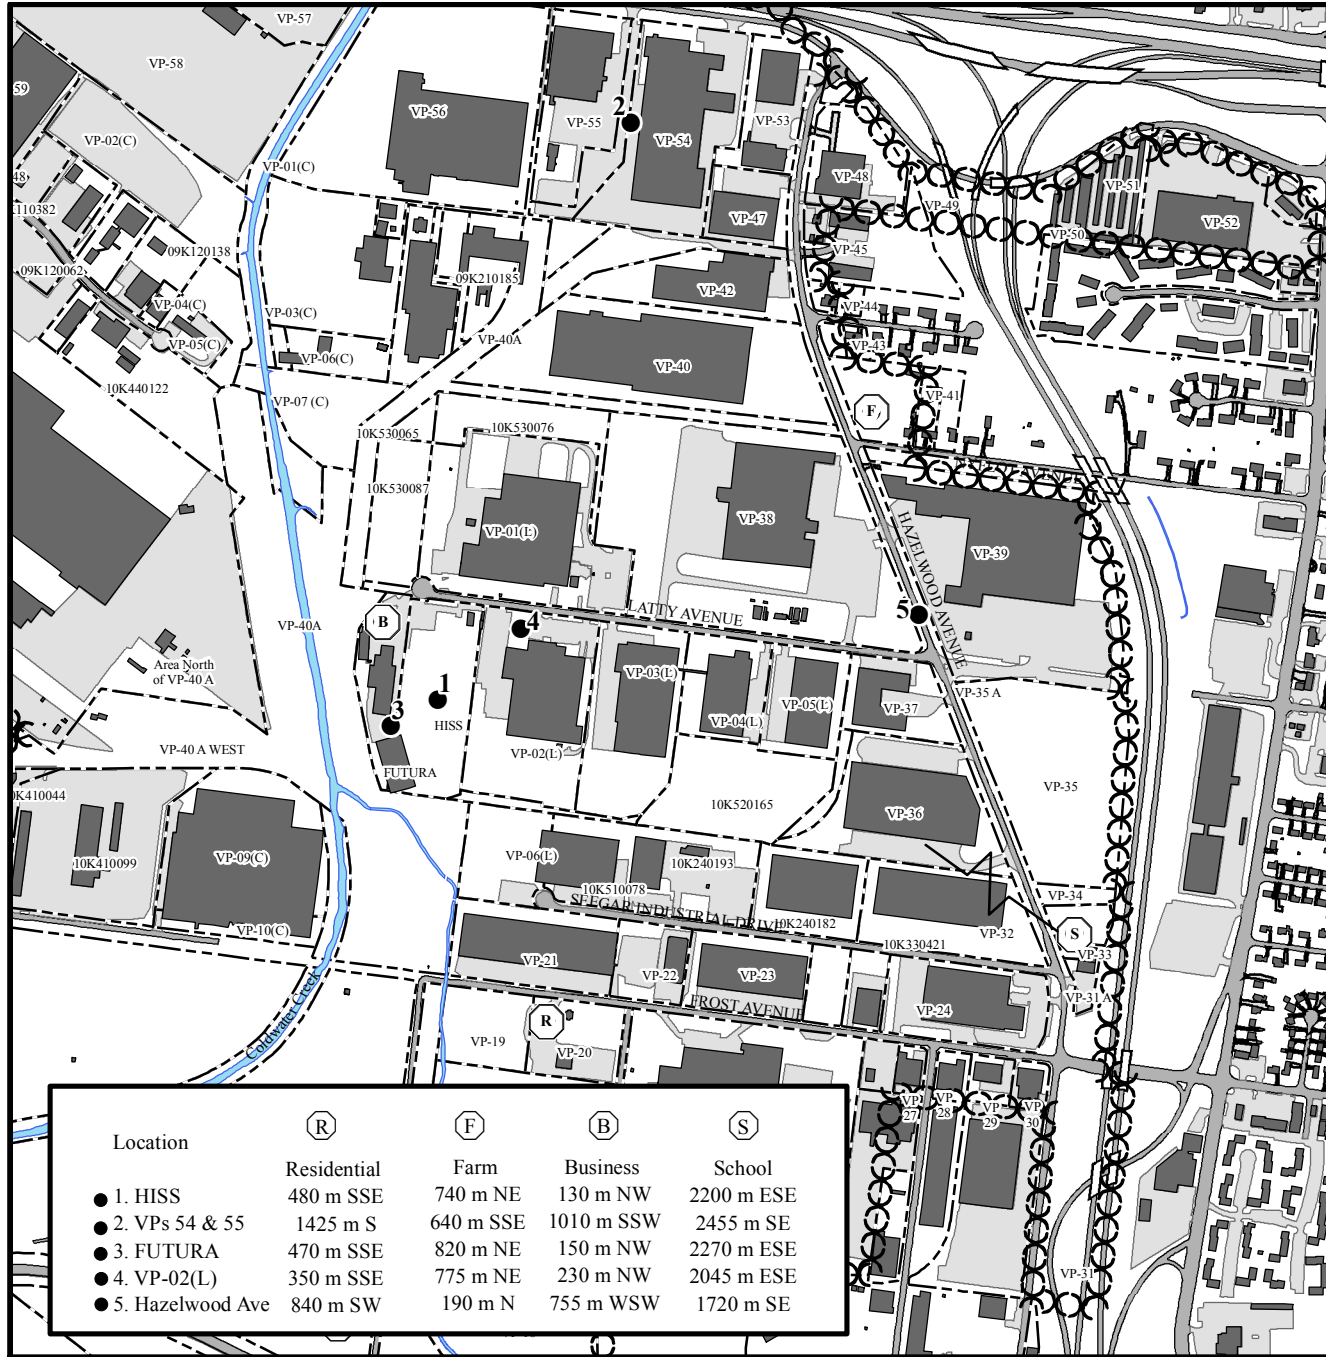 VP-57
VP-58
59
VP-56
VP-55
2
VP-54
VP-53
VP-02(C)
VP-01(C)
VP-48
VP-51
48
VP-49
VP-47
VP-52
VP-50
09K120138
VP-45
09K120062
09K210185
VP-42
VP-04(C)
VP-03(C)
VP-44
VP-05(C)
VP-06(C)
VP-40A
VP-43
VP-40
10K440122
VP-41
VP-07 (C)
F
10K530065
10K530076
10K530087
VP-38
VP-01(L)
HAZELWOOD AVENUE
VP-39
LATTY AVENUE
5
B
4
VP-40A
Area North
of VP-40 A
VP-03(L)
1
VP-35 A
3
HISS
VP-04(L)
VP-05(L)
VP-37
VP-40 A WEST
VP-02(L)
FUTURA
VP-35
K410044
10K520165
VP-36
10K410099
VP-09(C)
VP-06(L)
10K240193
10K510078
SEEGAR INDUSTRIAL DRIVE
VP-34
10K240182
VP-10(C)
VP-32
S
10K330421
VP-33
VP-21
VP-22
VP-23
VP-31 A
FROST AVENUE
VP-24
Coldwater Creek
R
VP-19
VP-20
VP
27
VP
28
VP
29
VP
30
VP-31
R F B S
Location Residential Farm Business School
1. HISS 480 m SSE 740 m NE 130 m NW 2200 m ESE
2. VPs 54 & 55 1425 m S 640 m SSE 1010 m SSW 2455 m SE
3. FUTURA 470 m SSE 820 m NE 150 m NW 2270 m ESE
4. VP-02(L) 350 m SSE 775 m NE 230 m NW 2045 m ESE
5. Hazelwood Ave 840 m SW 190 m N 755 m WSW 1720 m SE